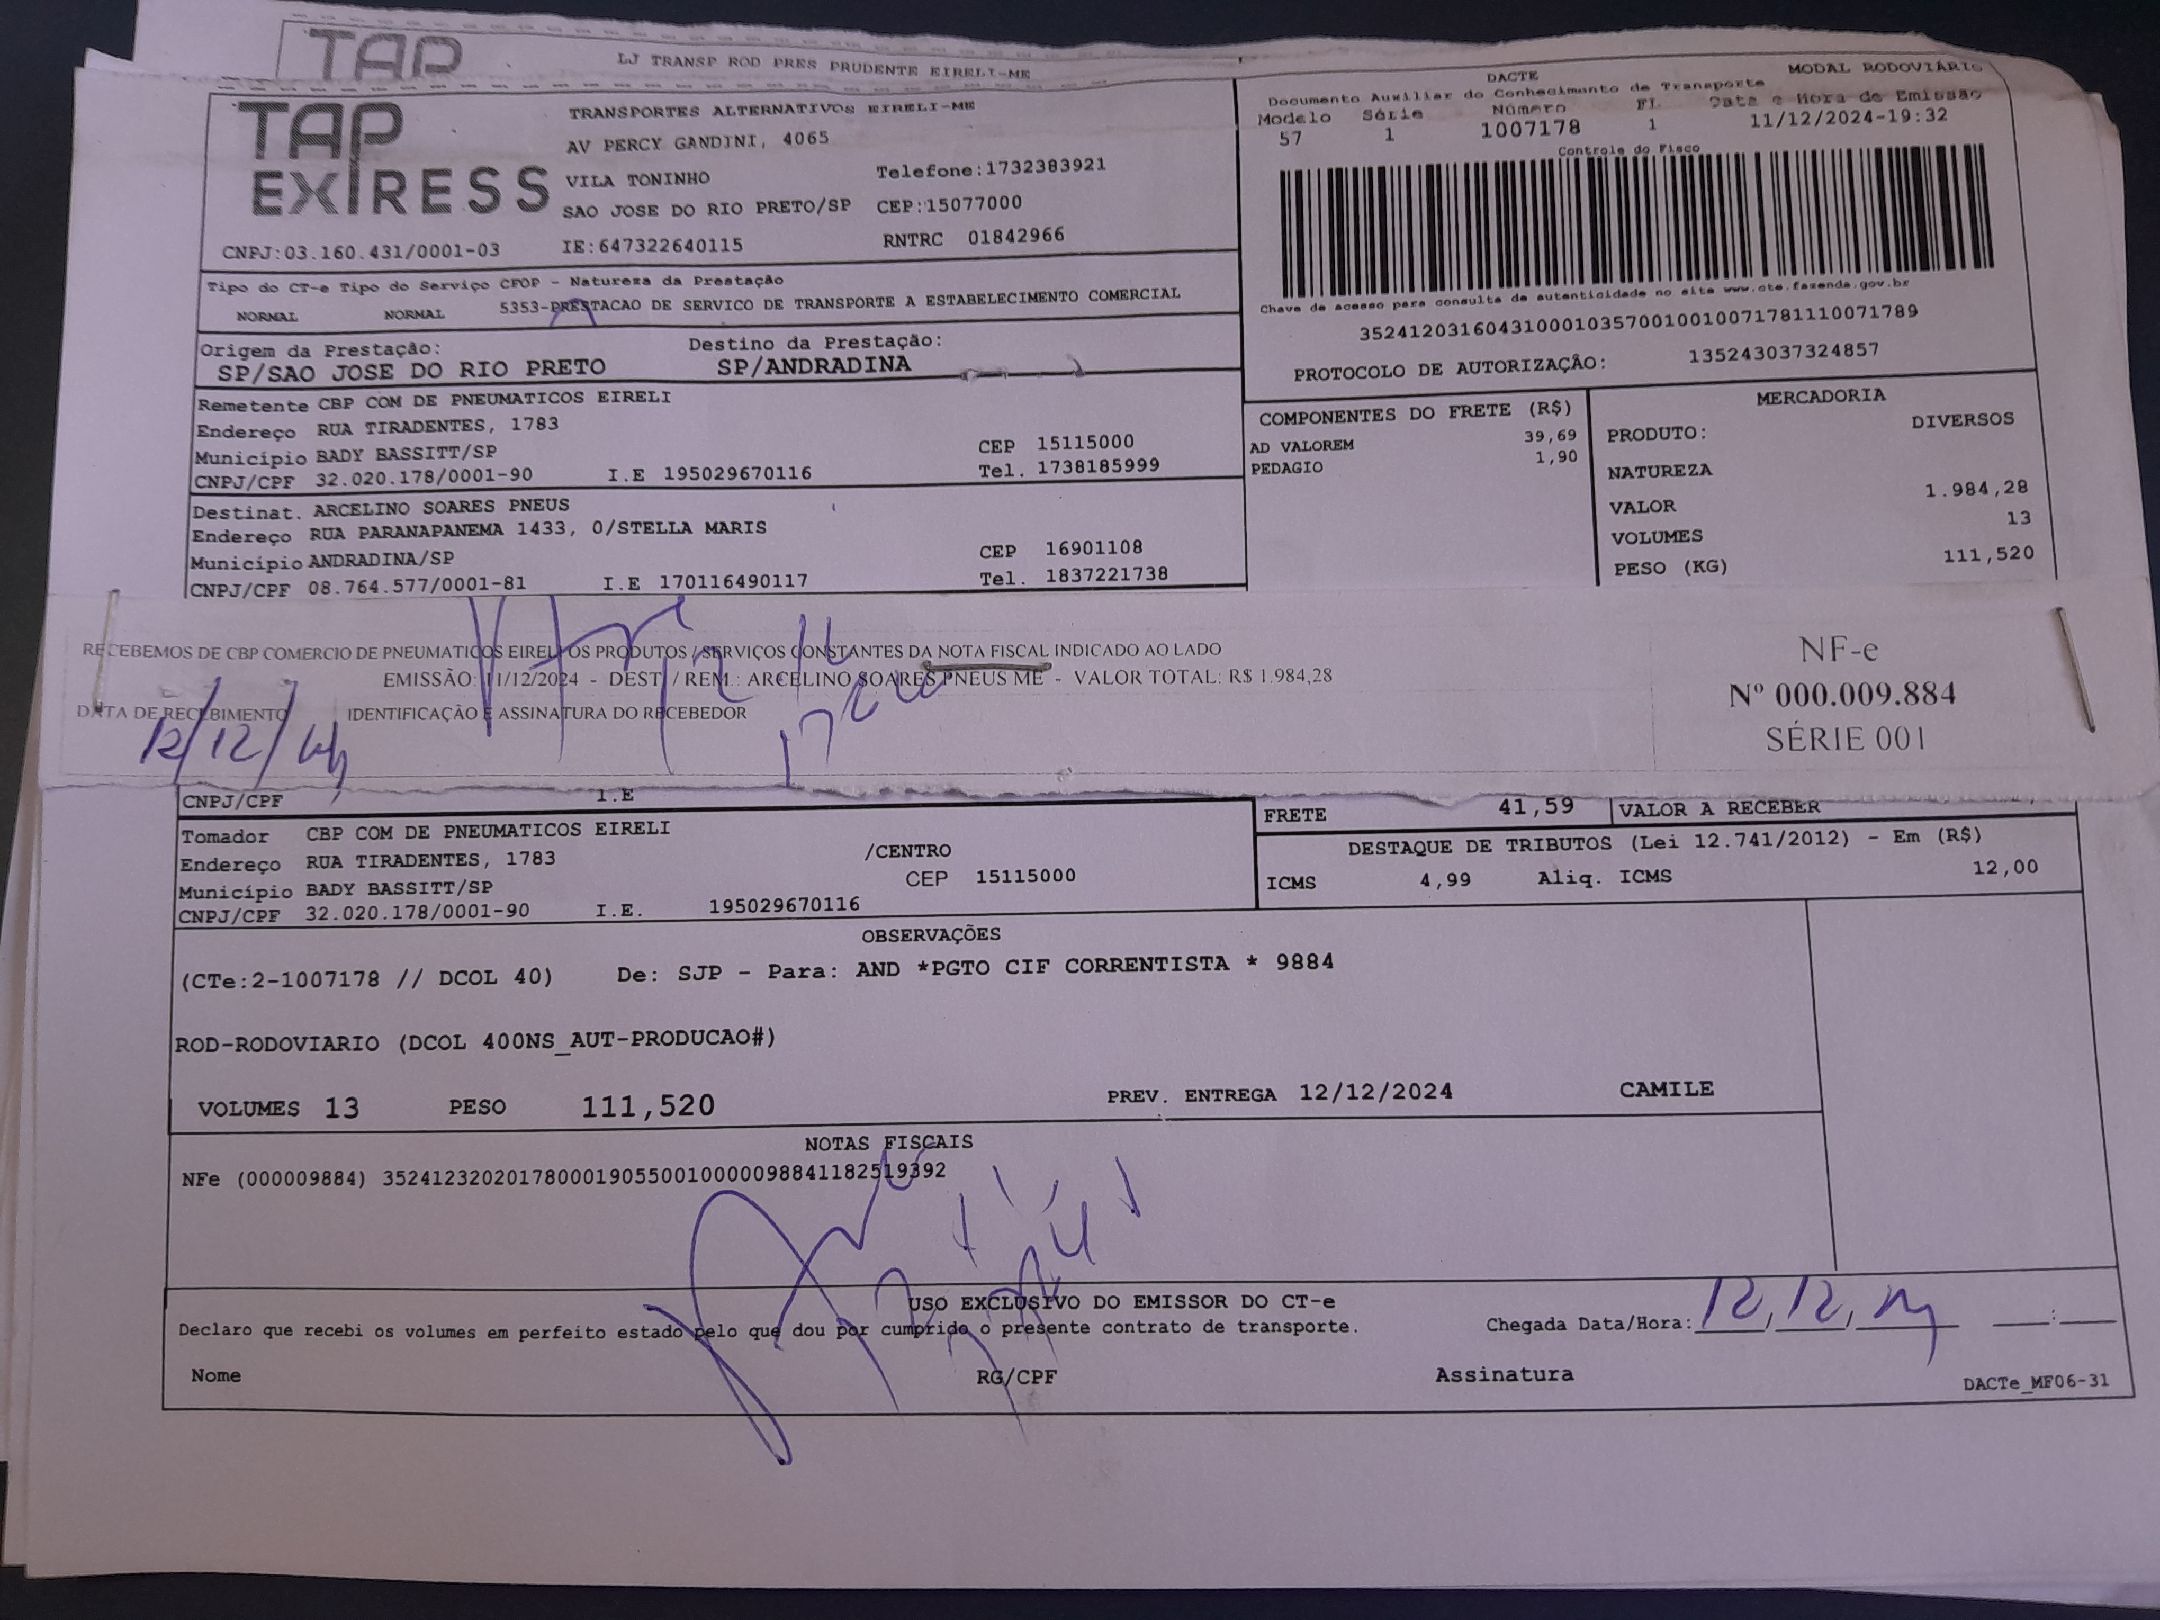 TAP
LJ TRANSP ROD PRES PRUDENTE EIRELI-ME
TAP EXPRESS
TRANSPORTES ALTERNATIVOS EIRELI-ME
AV PERCY GANDINI, 4065
VILA TONINHO Telefone:1732383921
SAO JOSE DO RIO PRETO/SP CEP:15077000
CNPJ:03.160.431/0001-03 IE:647322640115 RNTRC 01842966
DACTE MODAL RODOVIÁRIO
Documento Auxiliar do Conhecimento de Transporte
Modelo Série Número Fl Data e Hora de Emissão
57 1 1007178 1 11/12/2024-19:32
Controle do Fisco
Chave de acesso para consulta de autenticidade no site www.cte.fazenda.gov.br
35241203160431000103570010010071781110071789
PROTOCOLO DE AUTORIZAÇÃO: 135243037324857
Tipo do CT-e Tipo do Serviço CFOP - Natureza da Prestação
NORMAL NORMAL 5353-PRESTACAO DE SERVICO DE TRANSPORTE A ESTABELECIMENTO COMERCIAL
Origem da Prestação: Destino da Prestação:
SP/SAO JOSE DO RIO PRETO SP/ANDRADINA
Remetente CBP COM DE PNEUMATICOS EIRELI
Endereço RUA TIRADENTES, 1783
Município BADY BASSITT/SP CEP 15115000
CNPJ/CPF 32.020.178/0001-90 I.E 195029670116 Tel. 1738185999
Destinat. ARCELINO SOARES PNEUS
Endereço RUA PARANAPANEMA 1433, 0/STELLA MARIS
Município ANDRADINA/SP CEP 16901108
CNPJ/CPF 08.764.577/0001-81 I.E 170116490117 Tel. 1837221738
COMPONENTES DO FRETE (R$)
AD VALOREM 39,69
PEDAGIO 1,90
MERCADORIA
PRODUTO: DIVERSOS
NATUREZA
VALOR 1.984,28
VOLUMES 13
PESO (KG) 111,520
RECEBEMOS DE CBP COMERCIO DE PNEUMATICOS EIRELI OS PRODUTOS / SERVIÇOS CONSTANTES DA NOTA FISCAL INDICADO AO LADO
EMISSÃO: 11/12/2024 - DEST. / REM.: ARCELINO SOARES PNEUS ME - VALOR TOTAL: R$ 1.984,28
DATA DE RECEBIMENTO IDENTIFICAÇÃO E ASSINATURA DO RECEBEDOR
12/12/24
NF-e
Nº 000.009.884
SÉRIE 001
CNPJ/CPF I.E
FRETE 41,59 VALOR A RECEBER
Tomador CBP COM DE PNEUMATICOS EIRELI
Endereço RUA TIRADENTES, 1783 /CENTRO
Município BADY BASSITT/SP CEP 15115000
CNPJ/CPF 32.020.178/0001-90 I.E. 195029670116
DESTAQUE DE TRIBUTOS (Lei 12.741/2012) - Em (R$)
ICMS 4,99 Aliq. ICMS 12,00
OBSERVAÇÕES
(CTe:2-1007178 // DCOL 40) De: SJP - Para: AND *PGTO CIF CORRENTISTA * 9884
ROD-RODOVIARIO (DCOL 400NS_AUT-PRODUCAO#)
VOLUMES 13 PESO 111,520 PREV. ENTREGA 12/12/2024 CAMILE
NOTAS FISCAIS
NFe (000009884) 35241232020178000190550010000098841182519392
USO EXCLUSIVO DO EMISSOR DO CT-e
Declaro que recebi os volumes em perfeito estado pelo que dou por cumprido o presente contrato de transporte. Chegada Data/Hora: 12, 12, 24 __:__
Nome RG/CPF Assinatura
DACTe_MF06-31